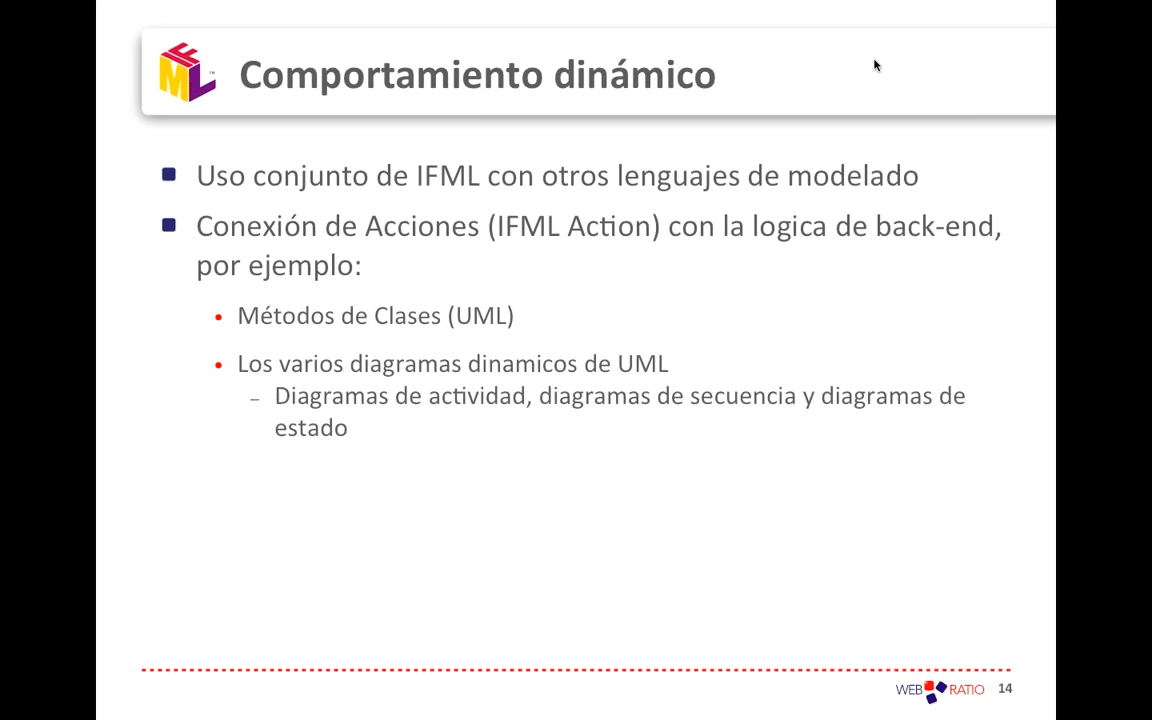 IFML™
Comportamiento dinámico
Uso conjunto de IFML con otros lenguajes de modelado
Conexión de Acciones (IFML Action) con la logica de back-end,
por ejemplo:
Métodos de Clases (UML)
Los varios diagramas dinamicos de UML
– Diagramas de actividad, diagramas de secuencia y diagramas de
estado
WEB RATIO 14